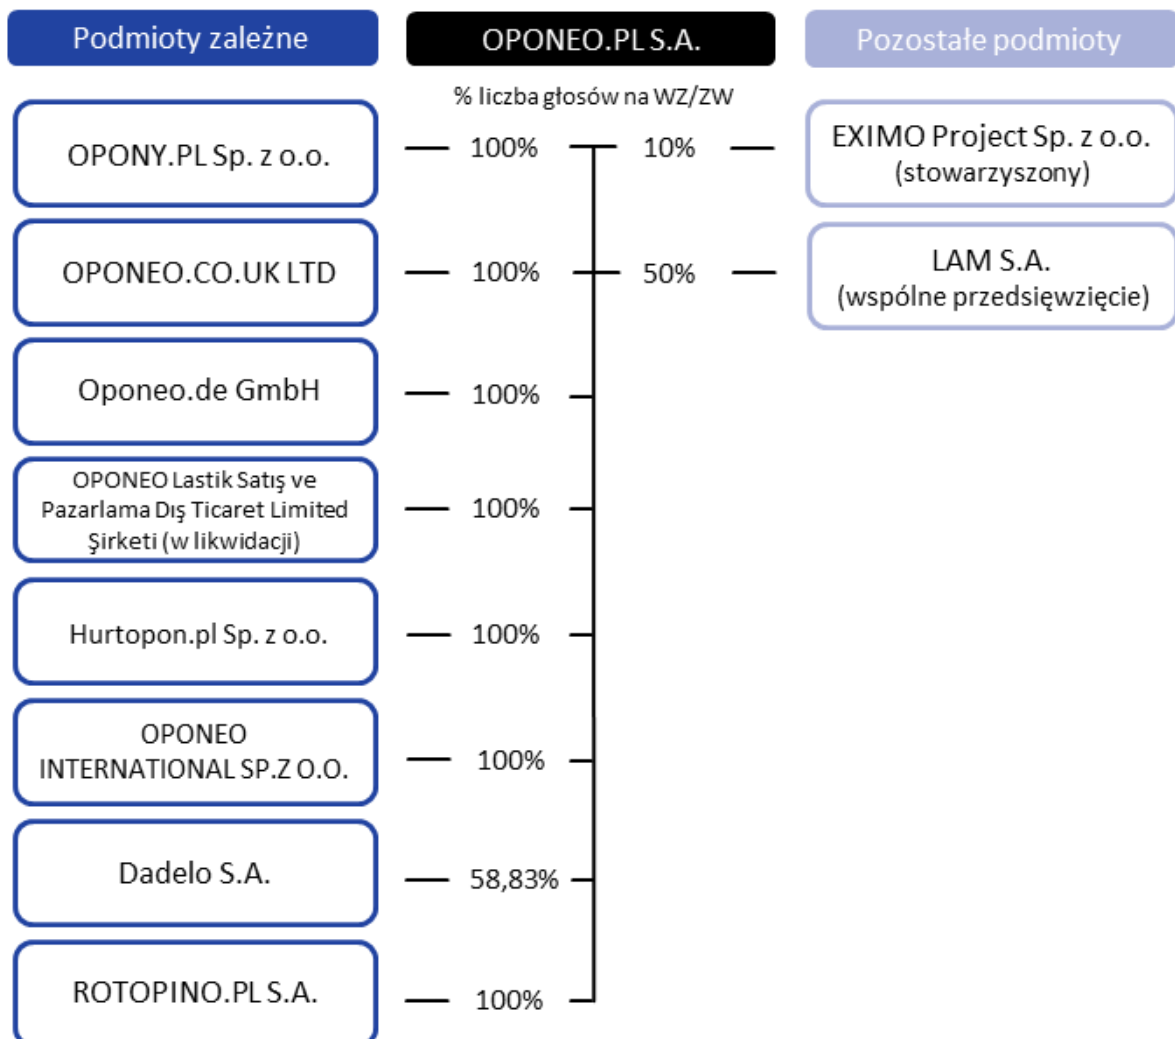 Podmioty zależne
OPONEO.PL S.A.
Pozostałe podmioty
% liczba głosów na WZ/ZW
OPONY.PL Sp. z o.o.
100%
10%
EXIMO Project Sp. z o.o.
(stowarzyszony)
OPONEO.CO.UK LTD
100%
50%
LAM S.A.
(wspólne przedsięwzięcie)
Oponeo.de GmbH
100%
OPONEO Lastik Satış ve
Pazarlama Dış Ticaret Limited
Şirketi (w likwidacji)
100%
Hurtopon.pl Sp. z o.o.
100%
OPONEO
INTERNATIONAL SP.Z O.O.
100%
Dadelo S.A.
58,83%
ROTOPINO.PL S.A.
100%